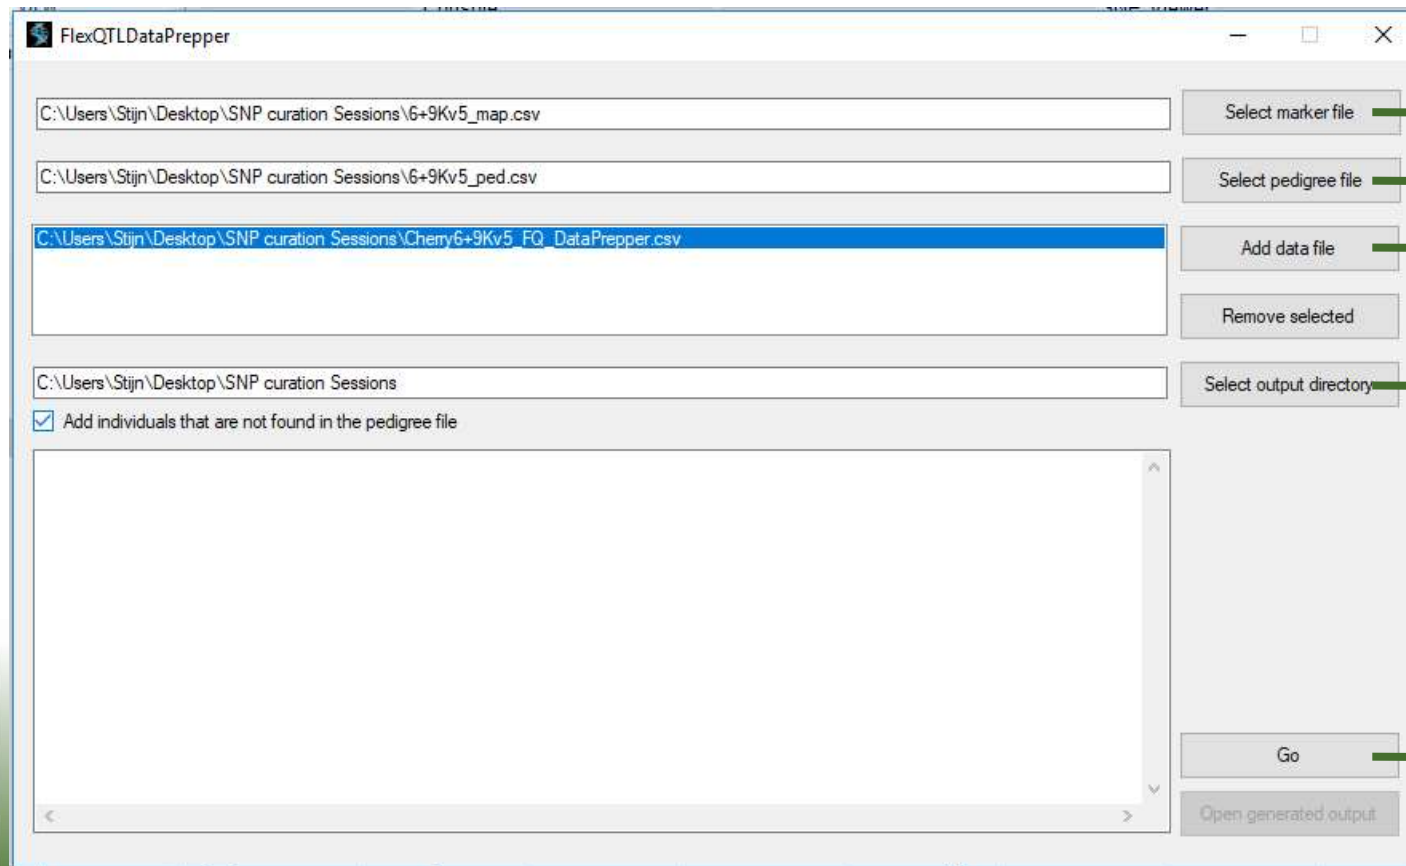 FlexQTLDataPrepper
C:\Users\Stijn\Desktop\SNP curation Sessions\6+9Kv5_map.csv
Select marker file
C:\Users\Stijn\Desktop\SNP curation Sessions\6+9Kv5_ped.csv
Select pedigree file
C:\Users\Stijn\Desktop\SNP curation Sessions\Cherry6+9Kv5_FQ_DataPrepper.csv
Add data file
Remove selected
C:\Users\Stijn\Desktop\SNP curation Sessions
Select output directory
Add individuals that are not found in the pedigree file
Go
Open generated output